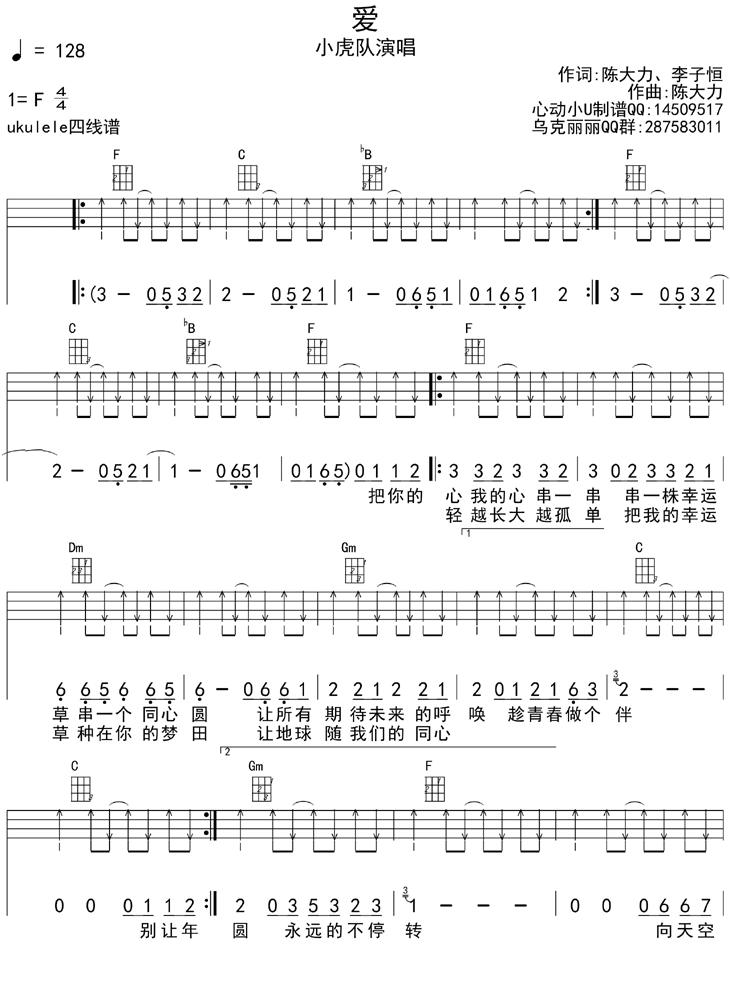 爱
♩ = 128
小虎队演唱
作词:陈大力、李子恒
1= F 4/4
作曲:陈大力
心动小U制谱QQ:14509517
ukulele四线谱
乌克丽丽QQ群:287583011
F C ♭B F
‖: (3 - 0532 | 2 - 0521 | 1 - 0651 | 01651 2 :‖ 3 - 0532
C ♭B F F
2 - 0521 | 1 - 0651 | 0165) 01 12 ‖: 3 323 32 | 3 023321
把你的 心 我的心 串一 串 串一株幸运
轻 越长大 越孤 单 把我的幸运
1
Dm Gm C
6 656 65 | 6 - 0661 | 2 21 2 21 | 2 012163 | 3 2 - - -
草 串一个 同心 圆 让所有 期 待未来 的呼 唤 趁青春做个 伴
草 种在你 的梦 田 让地球 随 我们的 同心
2
C Gm F
0 0 0112 :‖ 2 035323 | 3 1 - - - | 0 0 0667
别让年 圆 永远的不停 转 向天空